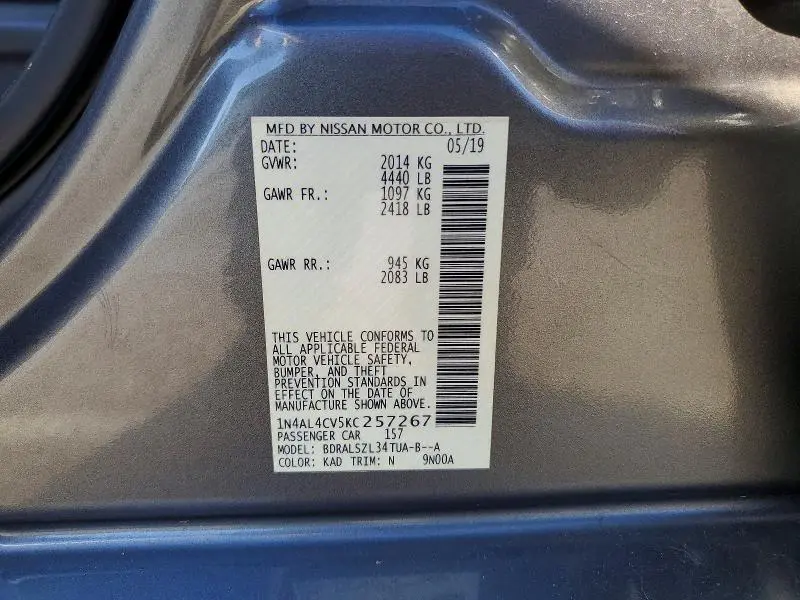 MFD BY NISSAN MOTOR CO., LTD.
DATE: 05/19
GVWR: 2014 KG
4440 LB
GAWR FR.: 1097 KG
2418 LB
GAWR RR.: 945 KG
2083 LB
THIS VEHICLE CONFORMS TO
ALL APPLICABLE FEDERAL
MOTOR VEHICLE SAFETY,
BUMPER, AND THEFT
PREVENTION STANDARDS IN
EFFECT ON THE DATE OF
MANUFACTURE SHOWN ABOVE.
1N4AL4CV5KC257267
PASSENGER CAR 157
MODEL: BDRALSZL34TUA-B--A
COLOR: KAD TRIM: N 9N00A